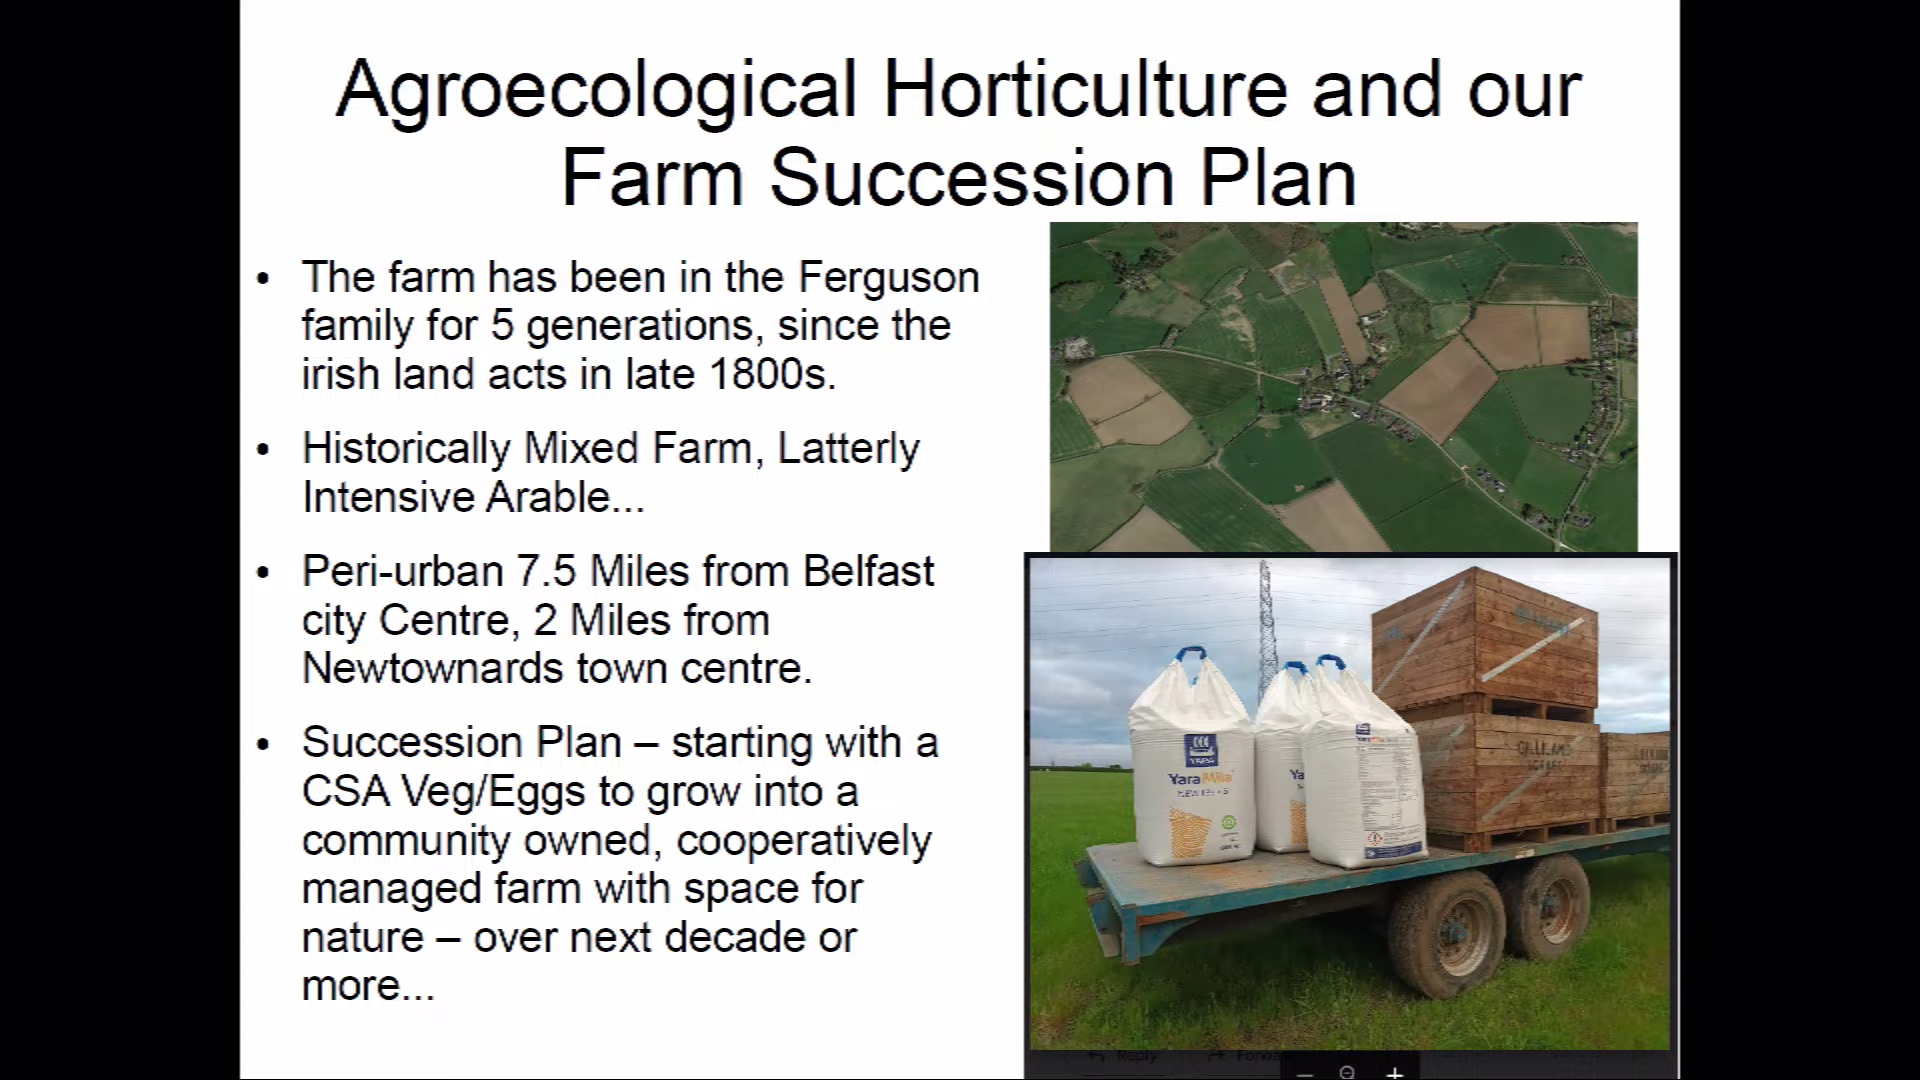 Agroecological Horticulture and our
Farm Succession Plan
• The farm has been in the Ferguson
family for 5 generations, since the
irish land acts in late 1800s.
• Historically Mixed Farm, Latterly
Intensive Arable...
• Peri-urban 7.5 Miles from Belfast
city Centre, 2 Miles from
Newtownards town centre.
• Succession Plan – starting with a
CSA Veg/Eggs to grow into a
community owned, cooperatively
managed farm with space for
nature – over next decade or
more...
YARA
YaraMila
Reply